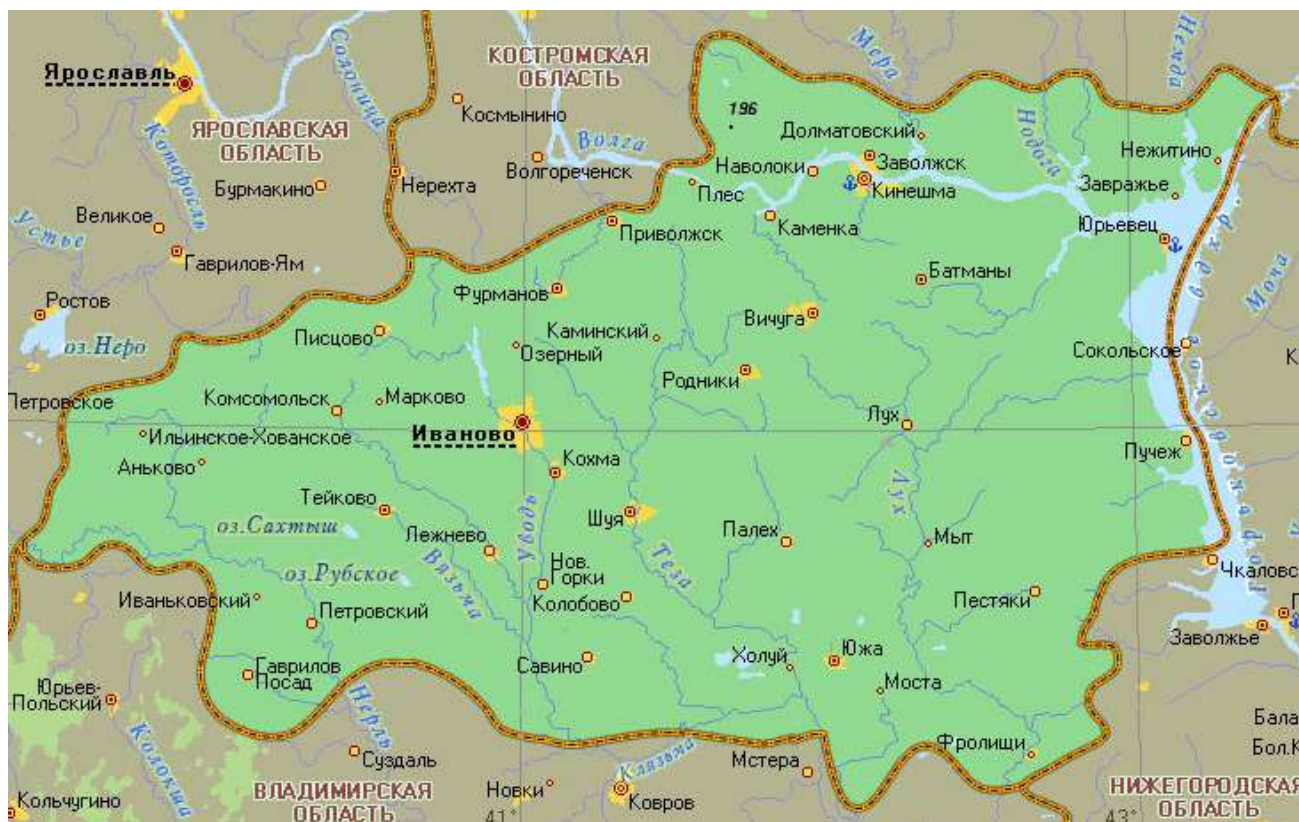 КОСТРОМСКАЯ
ОБЛАСТЬ
Ярославль
Солоница
Мера
Немда
Космынино
196
ЯРОСЛАВСКАЯ
ОБЛАСТЬ
Которосль
Волга
Долматовский
Нодога
Нежитино
Бурмакино
Нерехта
Волгореченск
Наволоки
Заволжск
Кинешма
Плес
Завражье
Великое
Устье
Приволжск
Каменка
Юрьевец
Гаврилов-Ям
Батманы
Моча
Ростов
Фурманов
оз.Неро
Писцово
Каминский
Озерный
Вичуга
Сокольское
К
Родники
Петровское
Комсомольск
Марково
Лух
Ильинское-Хованское
Иваново
Пучеж
Аньково
Кохма
Тейково
Уводь
Шуя
Лух
оз.Сахтыш
Лежнево
Палех
Мыт
Вязьма
Теза
оз.Рубское
Нов.
Горки
Чкаловс
Иваньковский
Колобово
Пестяки
Петровский
Заволжье
Гаврилов
Посад
Савино
Холуй
Южа
Моста
Юрьев-
Польский
Нерль
Колокша
Суздаль
Клязьма
Мстера
Фролищи
Бала
Бол.К
ВЛАДИМИРСКАЯ
ОБЛАСТЬ
Новки
Ковров
НИЖЕГОРОДСКАЯ
ОБЛАСТЬ
Кольчугино
41°
43°